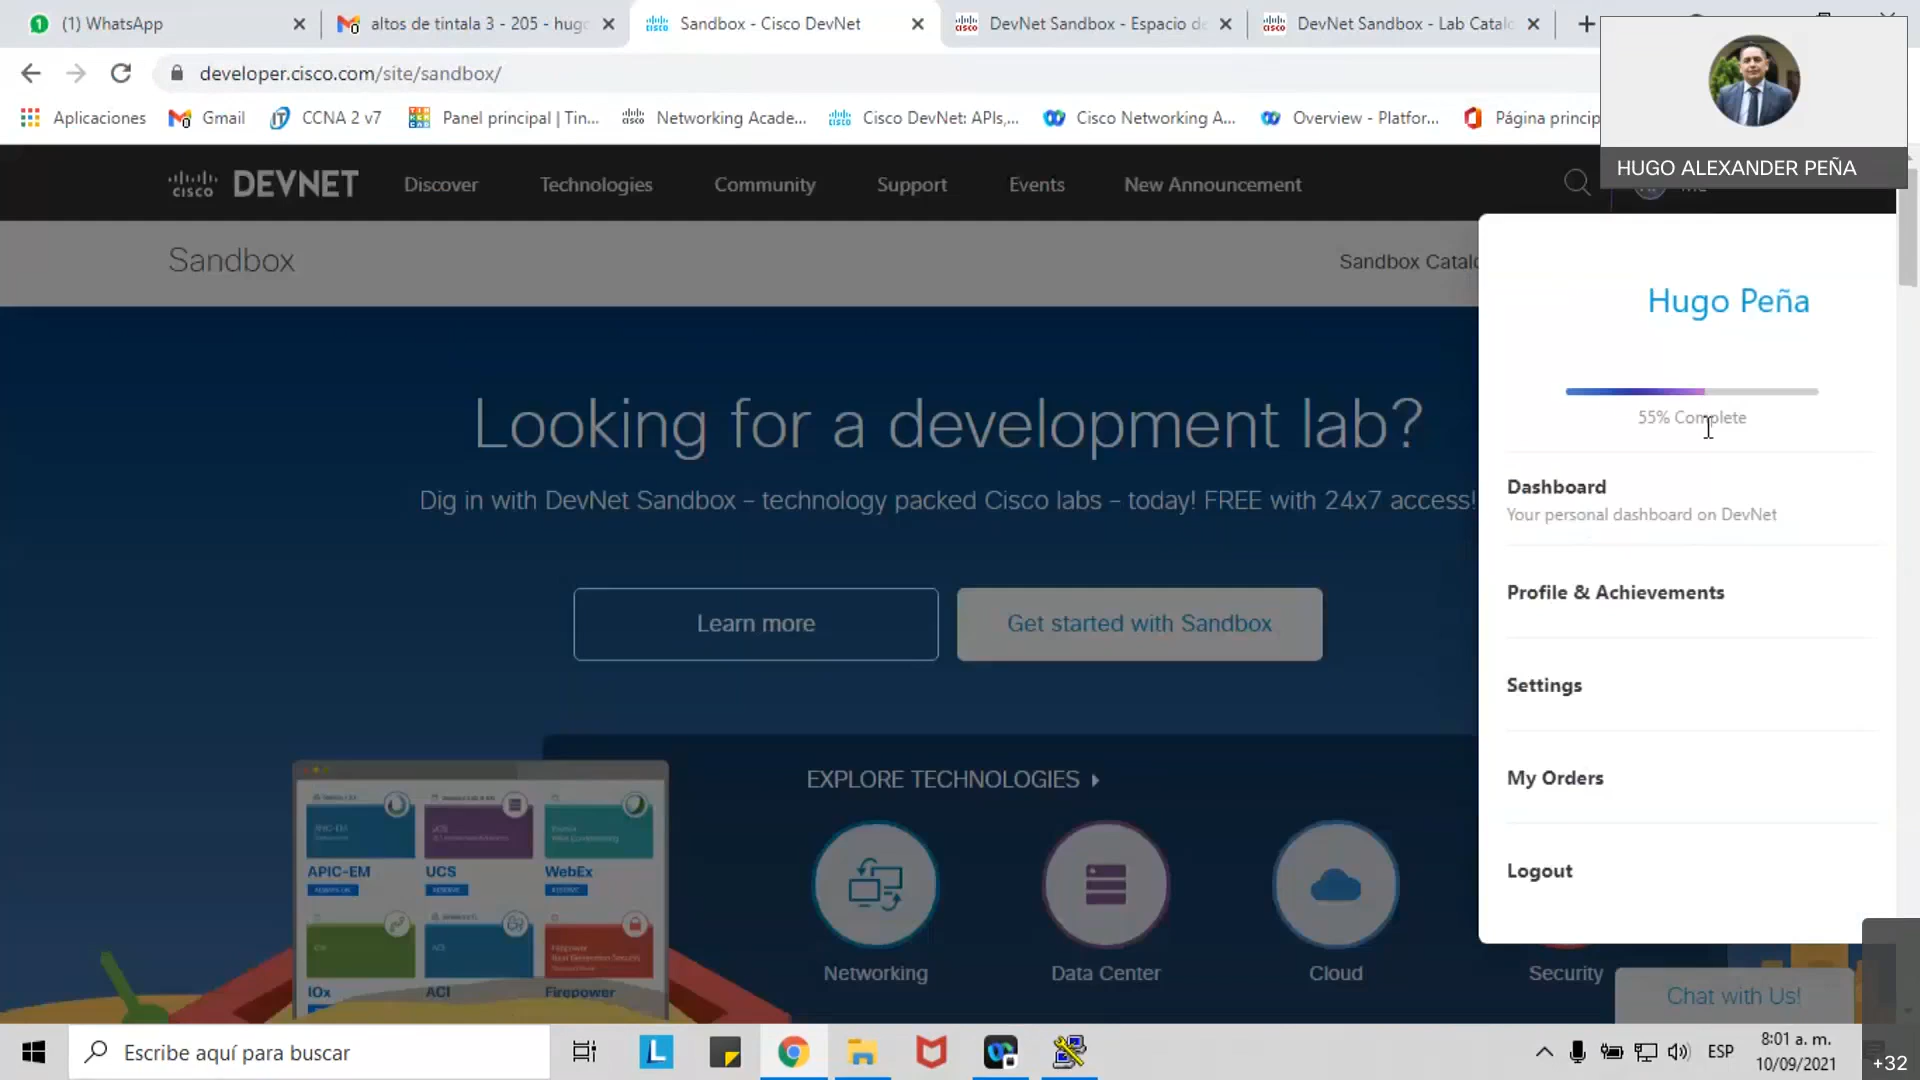 (1) WhatsApp
altos de tintala 3 - 205 - hug
Sandbox - Cisco DevNet
DevNet Sandbox - Espacio de
DevNet Sandbox - Lab Catalo
developer.cisco.com/site/sandbox/
Aplicaciones
Gmail
CCNA 2 v7
Panel principal | Tin...
Networking Acade...
Cisco DevNet: APIs,...
Cisco Networking A...
Overview - Platfor...
Página princip
HUGO ALEXANDER PEÑA
CISCO DEVNET
Discover
Technologies
Community
Support
Events
New Announcement
Sandbox
Sandbox Catalo
Hugo Peña
55% Complete
Looking for a development lab?
Dig in with DevNet Sandbox – technology packed Cisco labs – today! FREE with 24x7 access!
Dashboard
Your personal dashboard on DevNet
Profile & Achievements
Learn more
Get started with Sandbox
Settings
My Orders
EXPLORE TECHNOLOGIES
APIC-EM
UCS
WebEx
Logout
IOx
ACI
Firepower
Networking
Data Center
Cloud
Security
Chat with Us!
Escribe aquí para buscar
ESP
8:01 a. m.
10/09/2021
+32